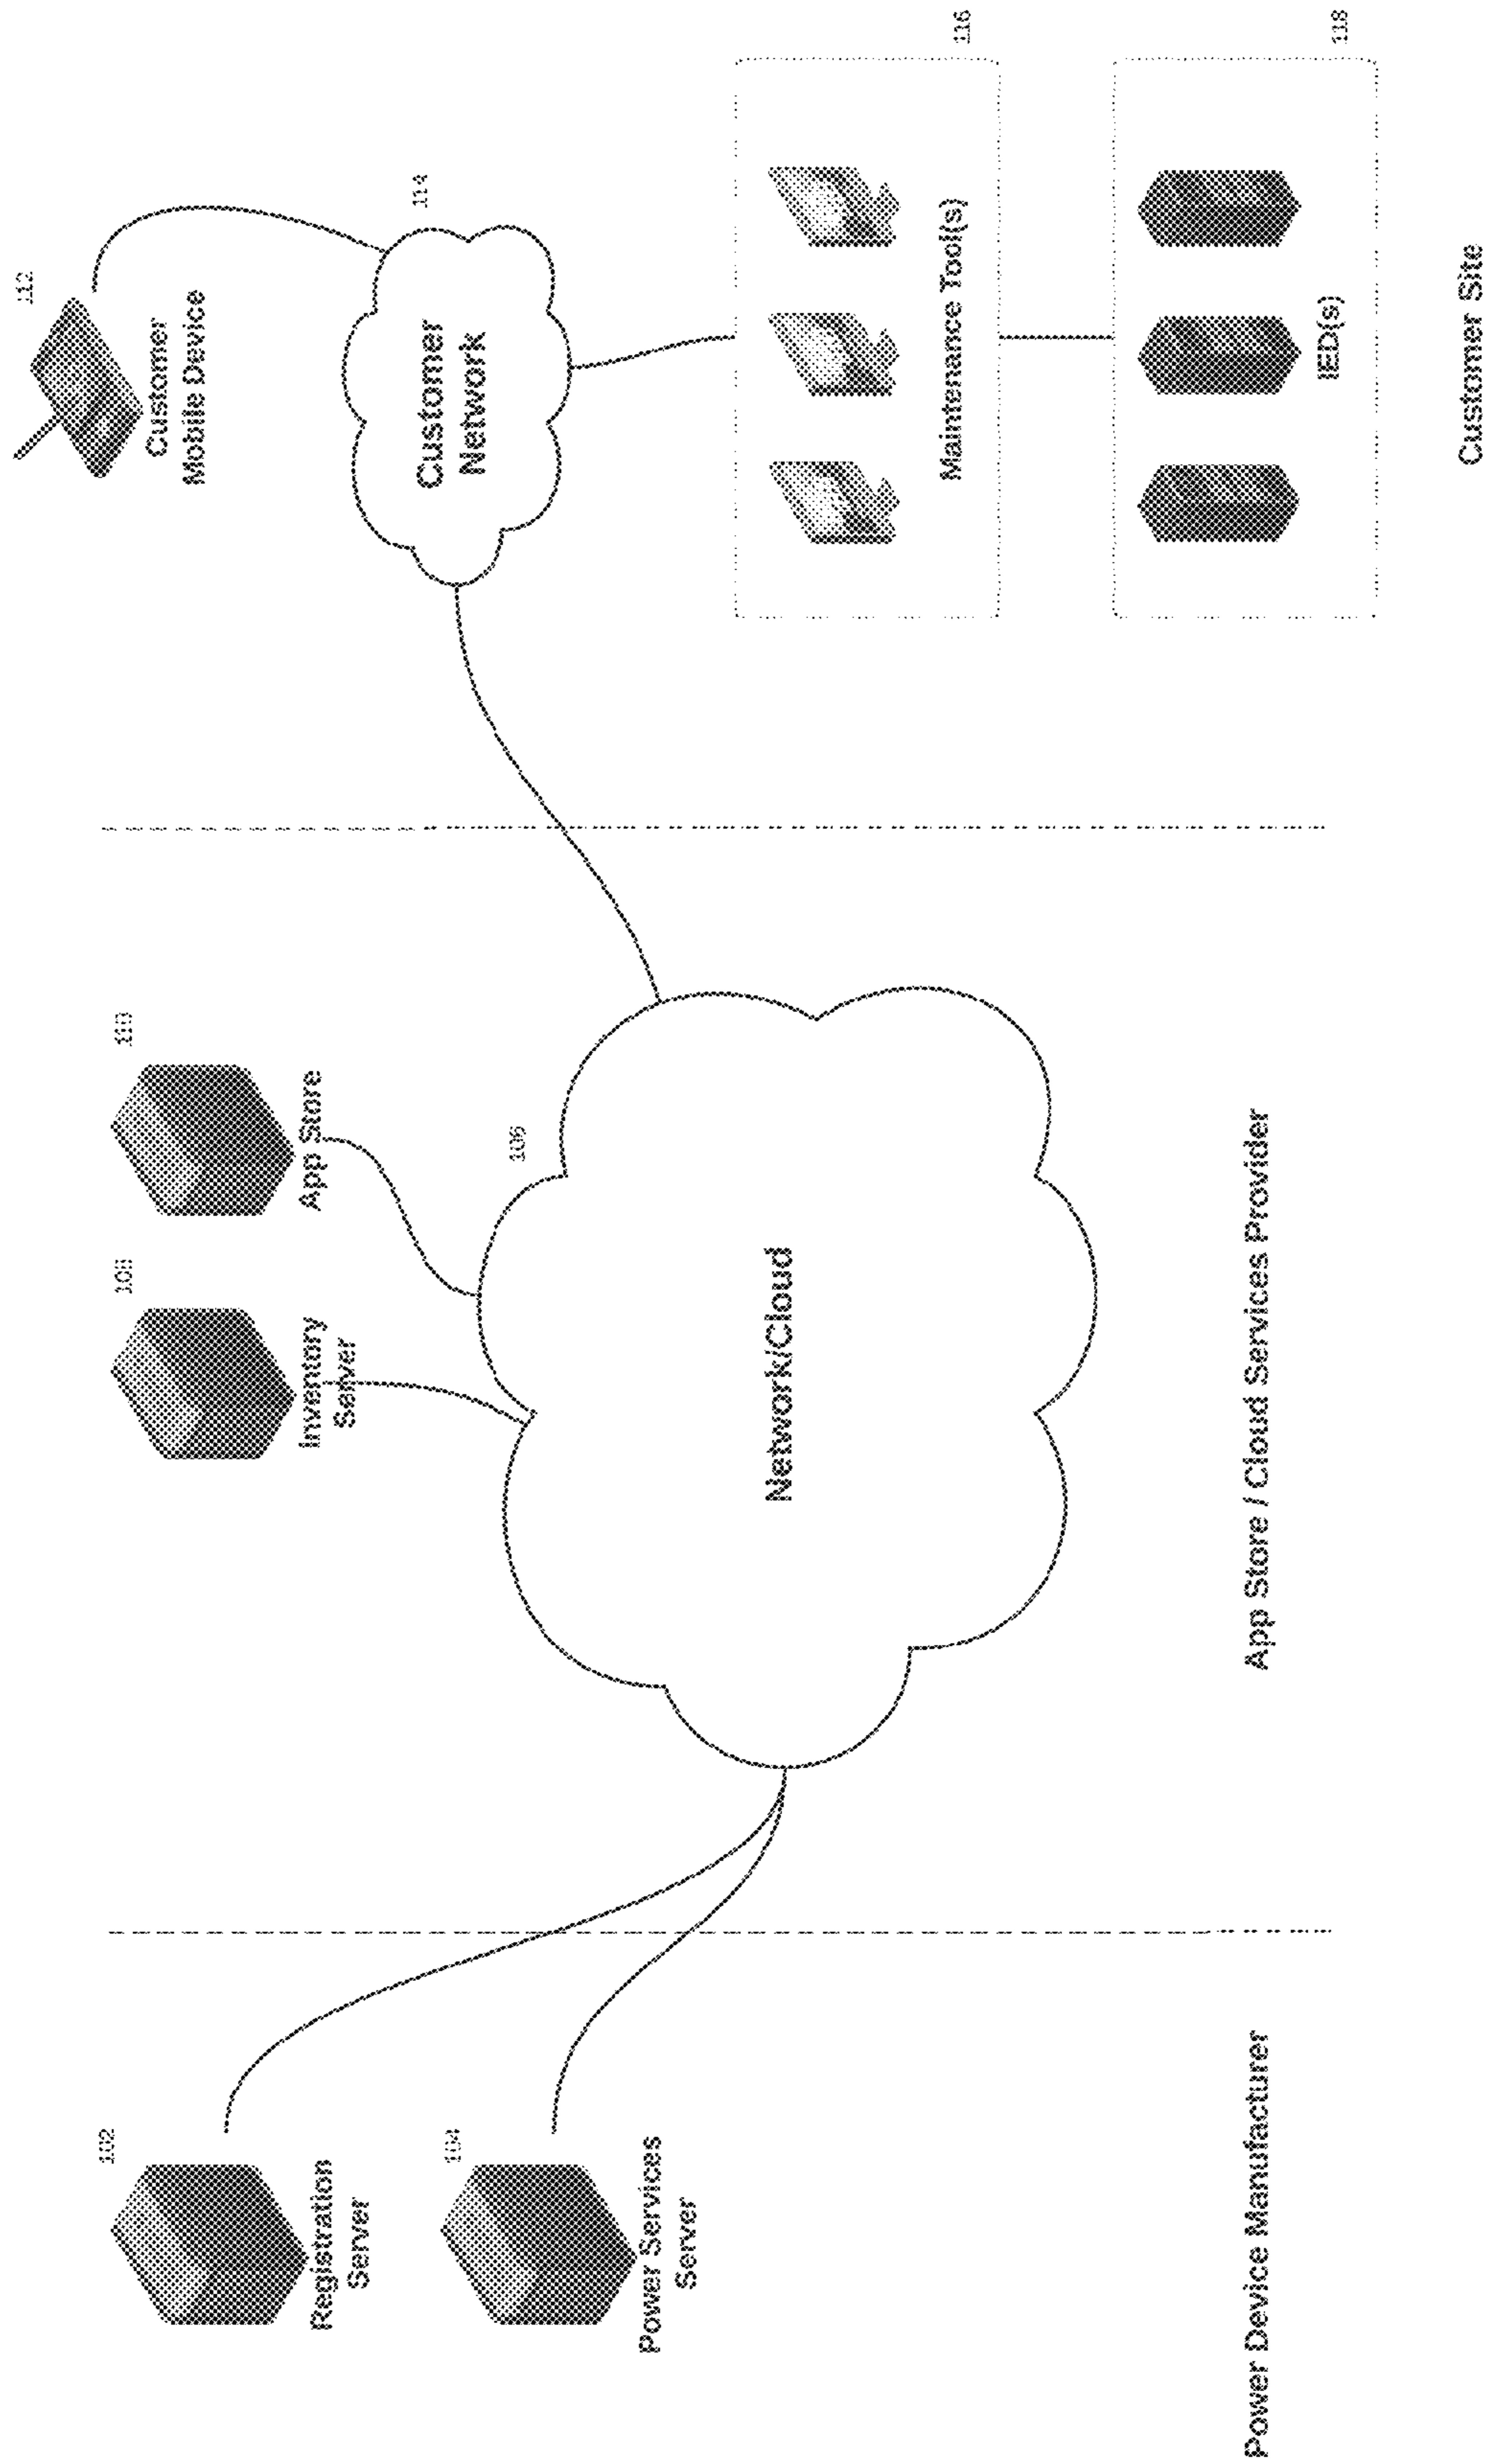 102
Registration
Server
104
Power Services
Server
Power Device Manufacturer
108
Inventory
Server
110
App Store
106
Network/Cloud
App Store / Cloud Services Provider
112
Customer
Mobile Device
114
Customer
Network
116
Maintenance Tool(s)
118
IED(s)
Customer Site